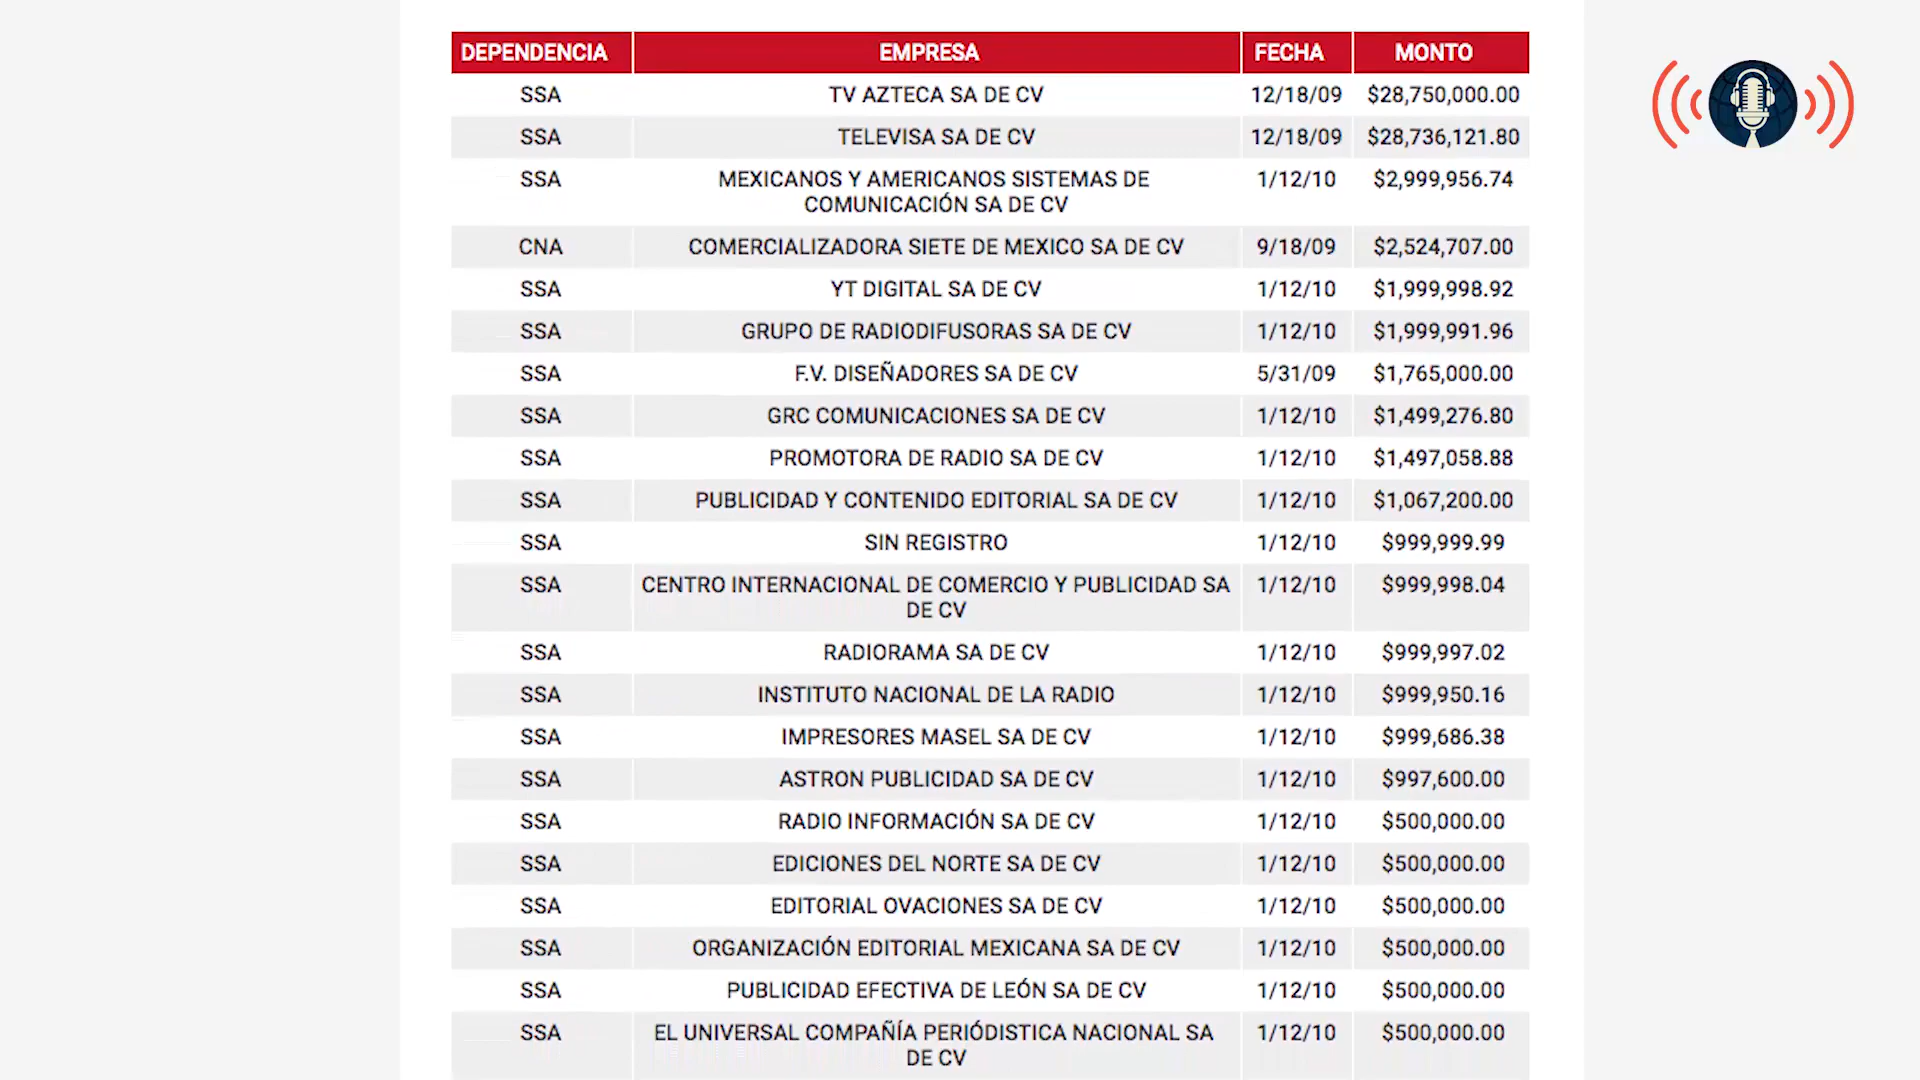 DEPENDENCIA EMPRESA FECHA MONTO
SSA TV AZTECA SA DE CV 12/18/09 $28,750,000.00
SSA TELEVISA SA DE CV 12/18/09 $28,736,121.80
SSA MEXICANOS Y AMERICANOS SISTEMAS DE 1/12/10 $2,999,956.74
COMUNICACIÓN SA DE CV
CNA COMERCIALIZADORA SIETE DE MEXICO SA DE CV 9/18/09 $2,524,707.00
SSA YT DIGITAL SA DE CV 1/12/10 $1,999,998.92
SSA GRUPO DE RADIODIFUSORAS SA DE CV 1/12/10 $1,999,991.96
SSA F.V. DISEÑADORES SA DE CV 5/31/09 $1,765,000.00
SSA GRC COMUNICACIONES SA DE CV 1/12/10 $1,499,276.80
SSA PROMOTORA DE RADIO SA DE CV 1/12/10 $1,497,058.88
SSA PUBLICIDAD Y CONTENIDO EDITORIAL SA DE CV 1/12/10 $1,067,200.00
SSA SIN REGISTRO 1/12/10 $999,999.99
SSA CENTRO INTERNACIONAL DE COMERCIO Y PUBLICIDAD SA 1/12/10 $999,998.04
DE CV
SSA RADIORAMA SA DE CV 1/12/10 $999,997.02
SSA INSTITUTO NACIONAL DE LA RADIO 1/12/10 $999,950.16
SSA IMPRESORES MASEL SA DE CV 1/12/10 $999,686.38
SSA ASTRON PUBLICIDAD SA DE CV 1/12/10 $997,600.00
SSA RADIO INFORMACIÓN SA DE CV 1/12/10 $500,000.00
SSA EDICIONES DEL NORTE SA DE CV 1/12/10 $500,000.00
SSA EDITORIAL OVACIONES SA DE CV 1/12/10 $500,000.00
SSA ORGANIZACIÓN EDITORIAL MEXICANA SA DE CV 1/12/10 $500,000.00
SSA PUBLICIDAD EFECTIVA DE LEÓN SA DE CV 1/12/10 $500,000.00
SSA EL UNIVERSAL COMPAÑÍA PERIÓDISTICA NACIONAL SA 1/12/10 $500,000.00
DE CV